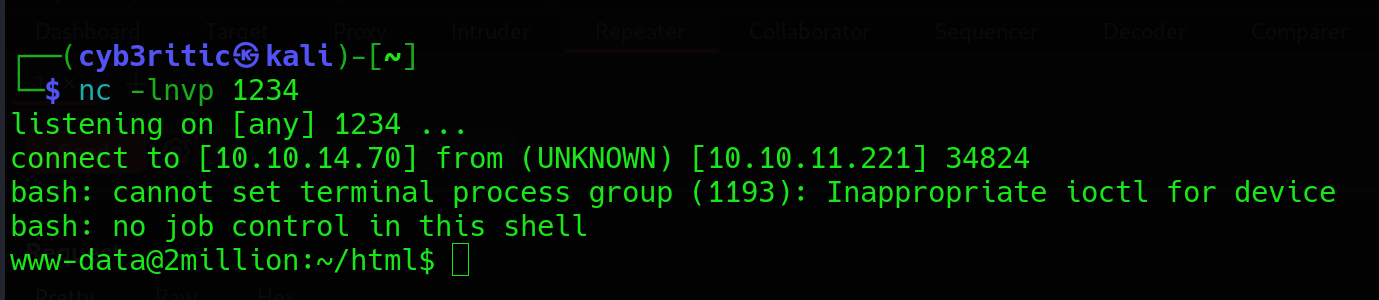 Dashboard Target Proxy Intruder Repeater Collaborator Sequencer Decoder Comparer
┌──(cyb3ritic㉿kali)-[~]
└─$ nc -lnvp 1234
listening on [any] 1234 ...
connect to [10.10.14.70] from (UNKNOWN) [10.10.11.221] 34824
bash: cannot set terminal process group (1193): Inappropriate ioctl for device
bash: no job control in this shell
Request
www-data@2million:~/html$
Pretty Raw Hex